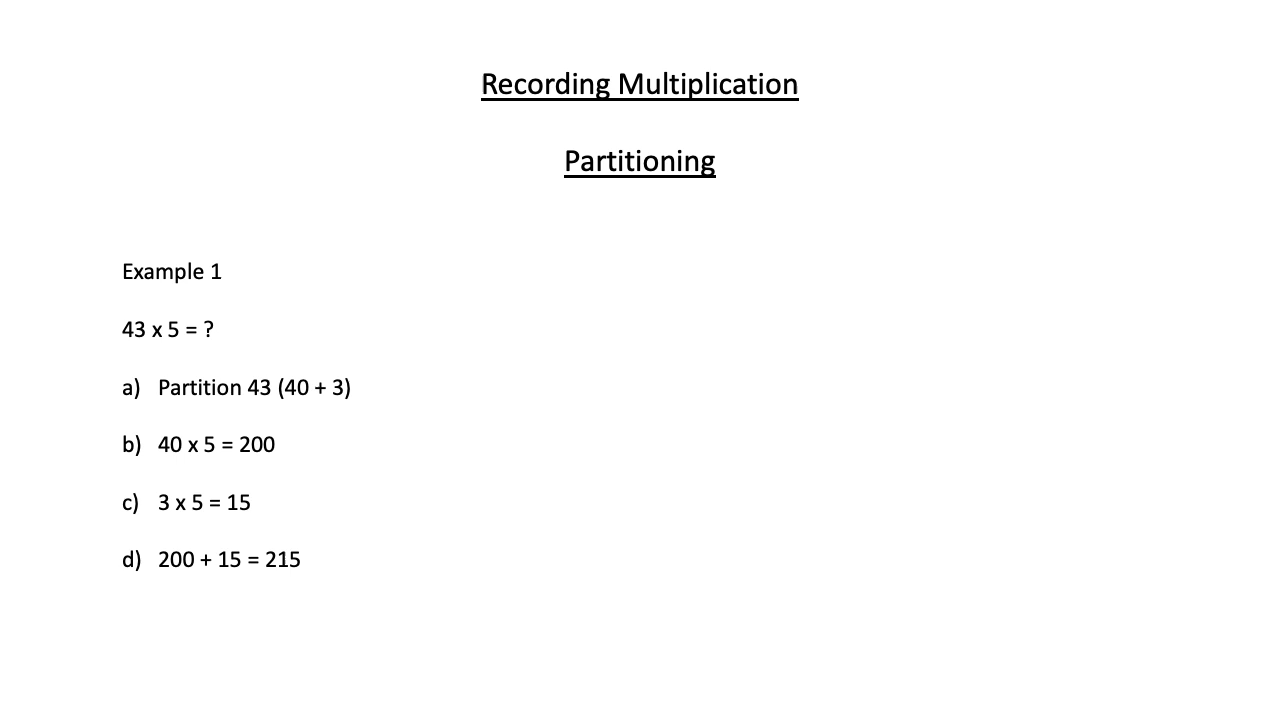 Recording Multiplication
Partitioning
Example 1
43 x 5 = ?
a) Partition 43 (40 + 3)
b) 40 x 5 = 200
c) 3 x 5 = 15
d) 200 + 15 = 215